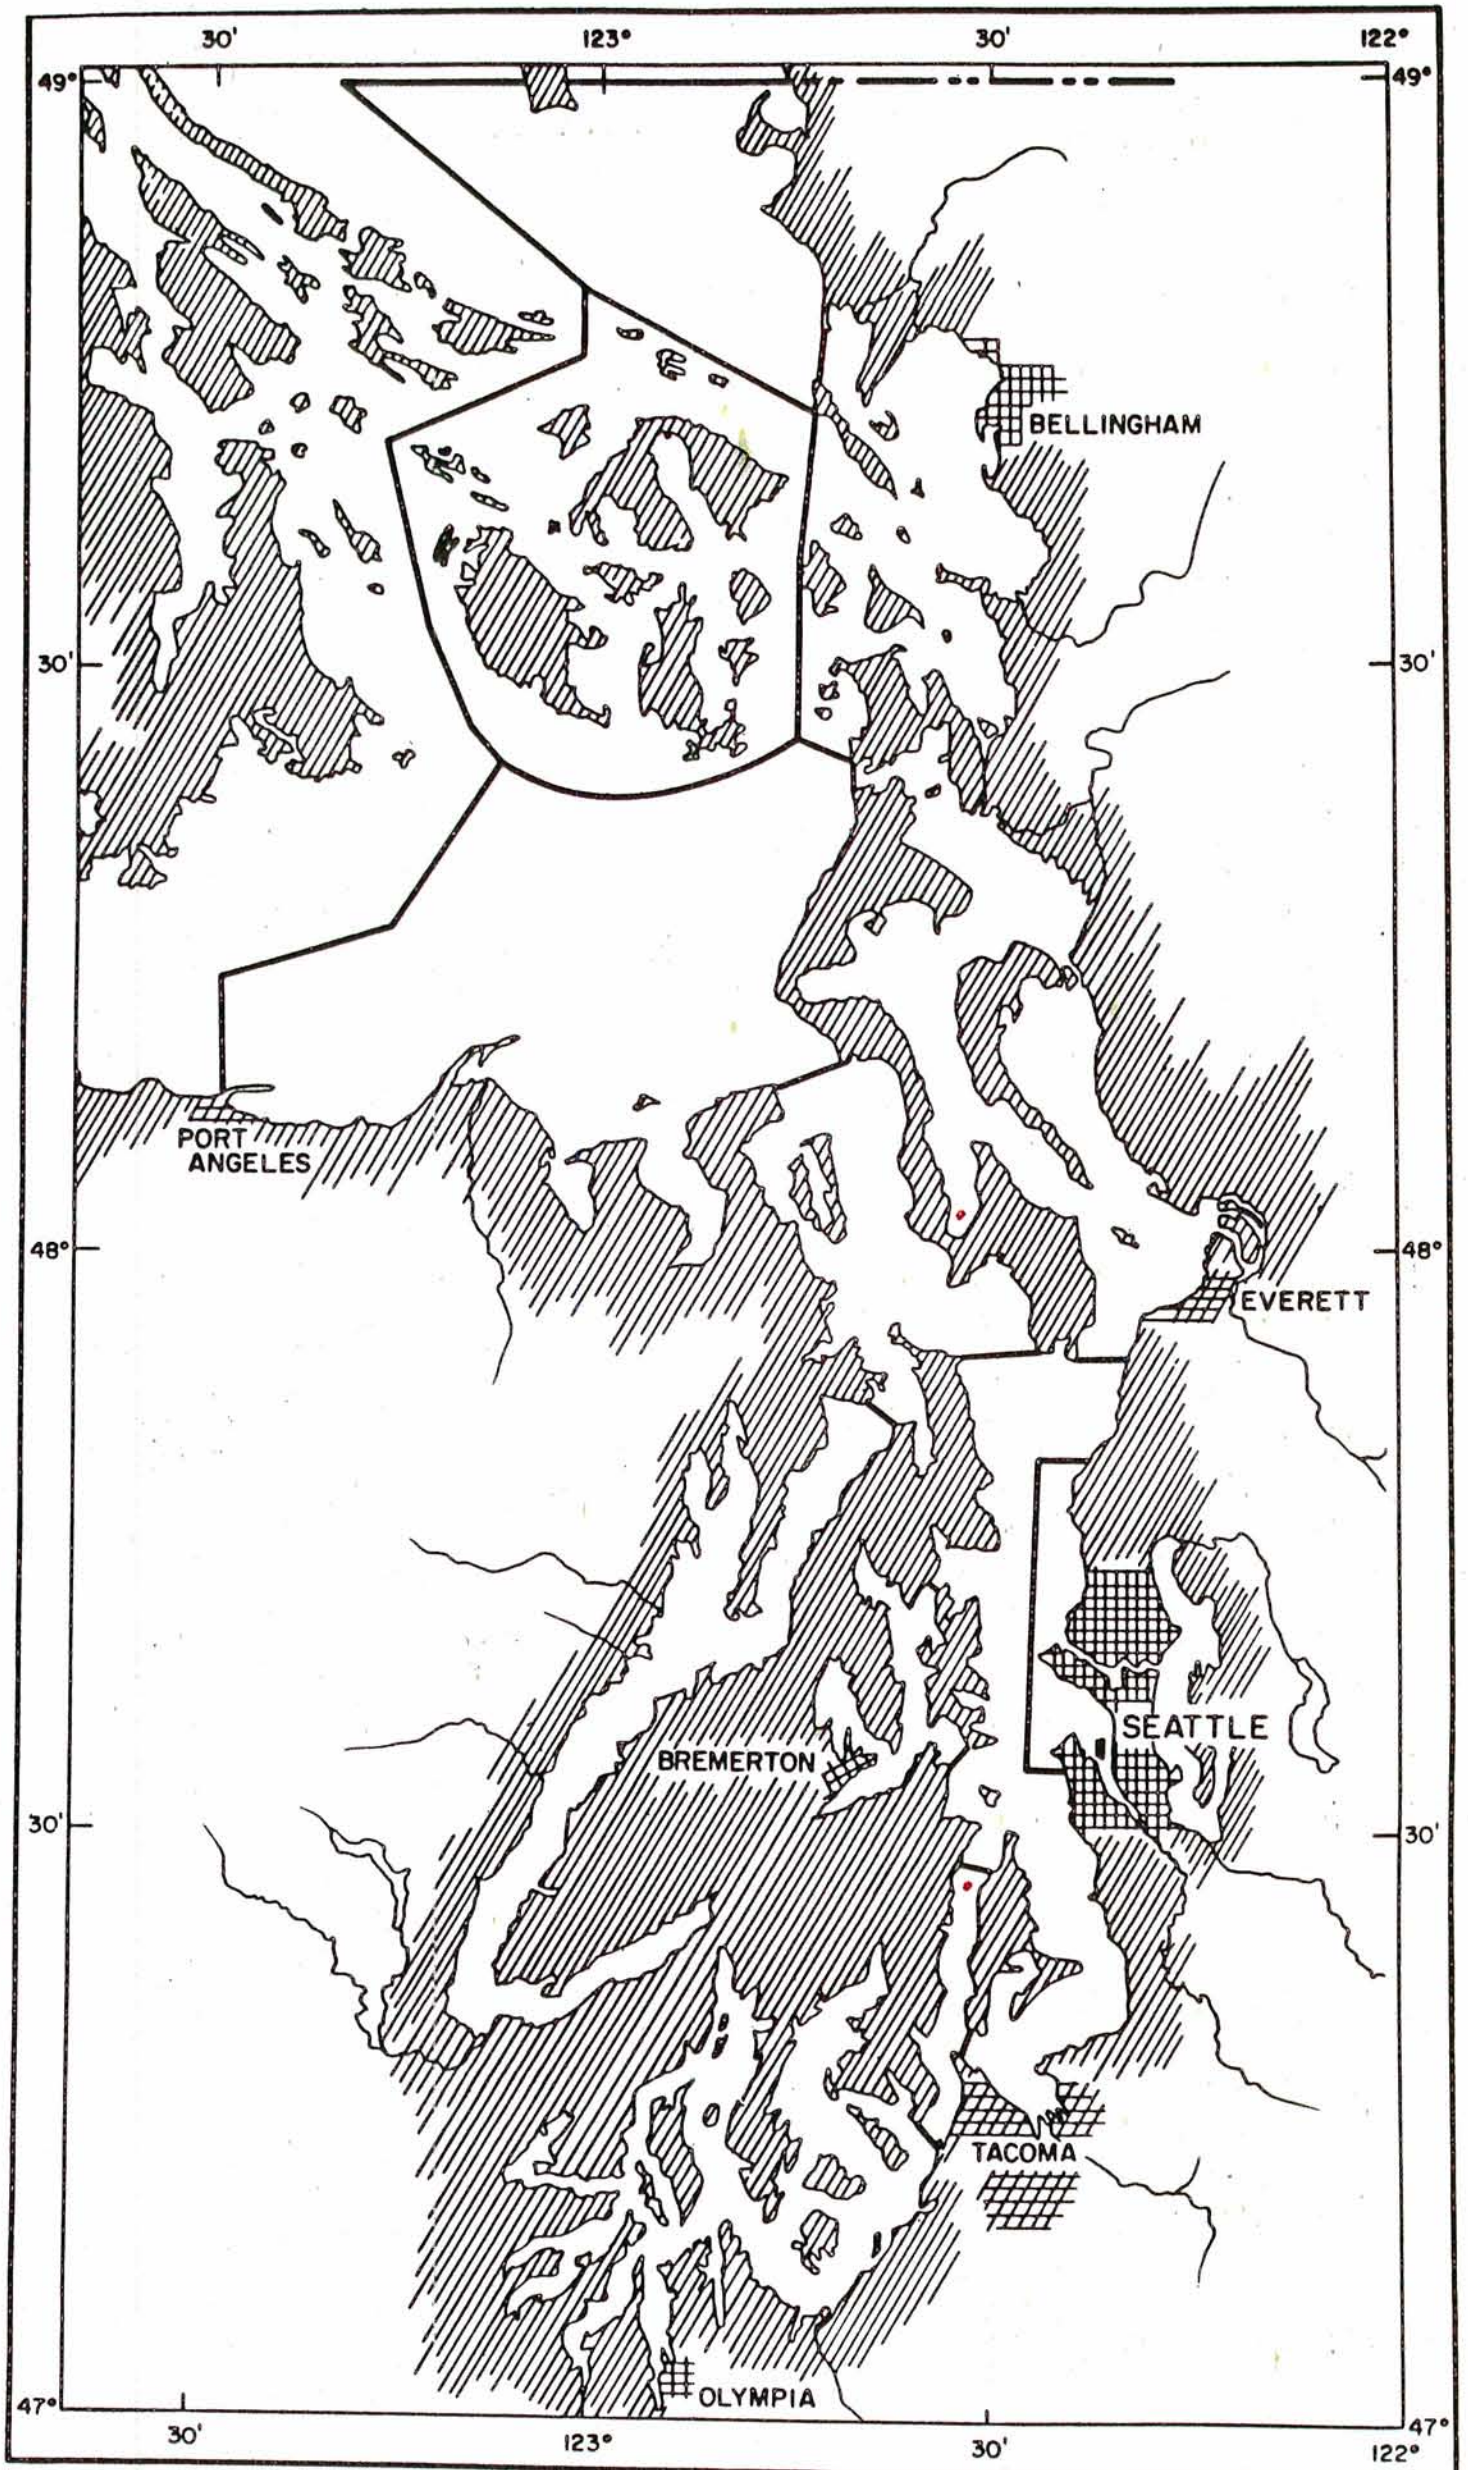 30' 123° 30' 122°
49° 49°
BELLINGHAM
30' 30'
PORT
ANGELES
48° 48°
EVERETT
SEATTLE
BREMERTON
30' 30'
TACOMA
OLYMPIA
47° 47°
30' 123° 30' 122°